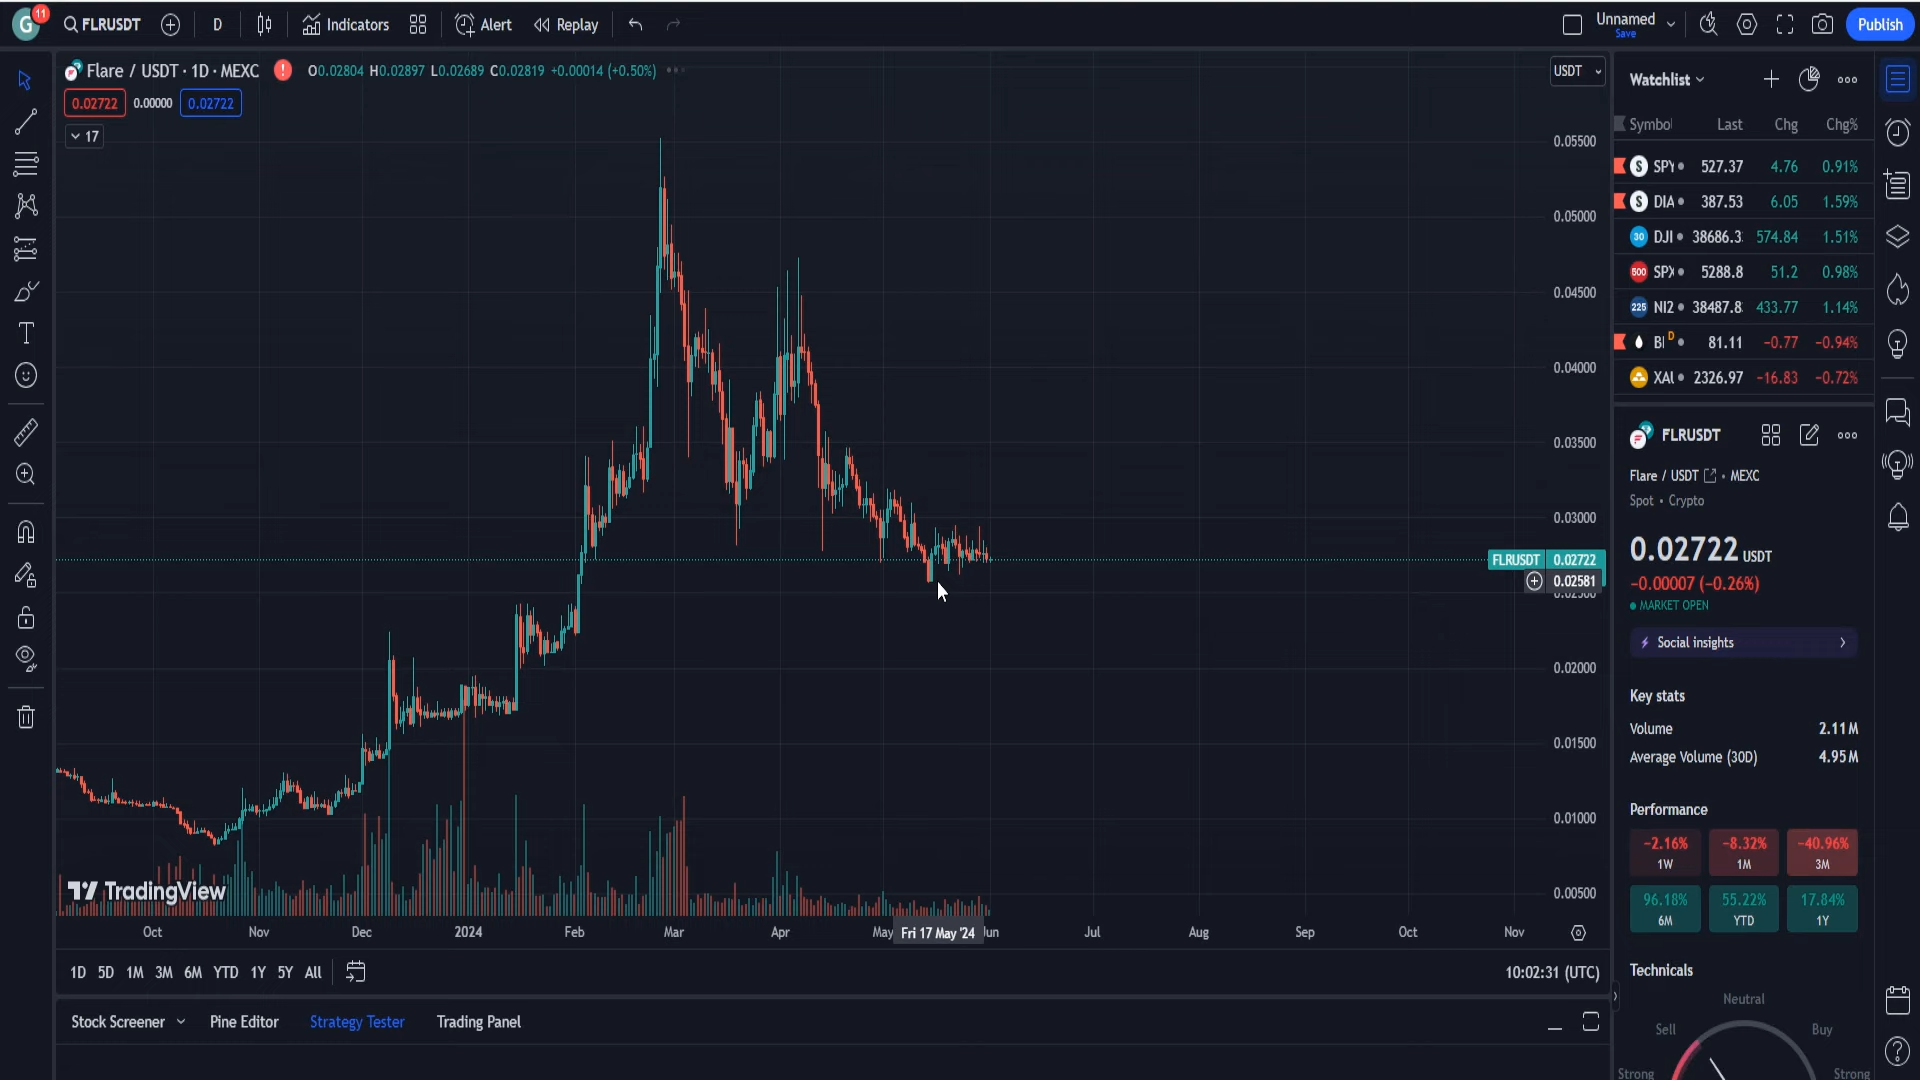 G 11 FLRUSDT D Indicators Alert Replay Unnamed Save Publish
Flare / USDT · 1D · MEXC ! O0.02804 H0.02897 L0.02689 C0.02819 +0.00014 (+0.50%) USDT
0.02722 0.00000 0.02722
17
0.05500
0.05000
0.04500
0.04000
0.03500
0.03000
FLRUSDT 0.02722
0.02581
0.02000
0.01500
0.01000
0.00500
TradingView
Oct Nov Dec 2024 Feb Mar Apr May Fri 17 May '24 Jun Jul Aug Sep Oct Nov
1D 5D 1M 3M 6M YTD 1Y 5Y All 10:02:31 (UTC)
Stock Screener Pine Editor Strategy Tester Trading Panel
Watchlist
Symbol Last Chg Chg%
S SPY 527.37 4.76 0.91%
S DIA 387.53 6.05 1.59%
30 DJI 38686.3 574.84 1.51%
500 SPX 5288.8 51.2 0.98%
225 NI2 38487.8 433.77 1.14%
D 81.11 −0.77 −0.94%
XAU 2326.97 −16.83 −0.72%
FLRUSDT
Flare / USDT · MEXC
Spot · Crypto
0.02722 USDT
−0.00007 (−0.26%)
MARKET OPEN
Social insights
Key stats
Volume 2.11M
Average Volume (30D) 4.95M
Performance
−2.16% −8.32% −40.96%
1W 1M 3M
96.18% 55.22% 17.84%
6M YTD 1Y
Technicals
Neutral
Sell Buy
Strong Strong